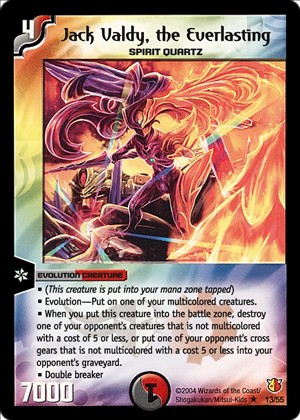 4
Jack Valdy, the Everlasting
SPIRIT QUARTZ
EVOLUTION CREATURE
▪ (This creature is put into your mana zone tapped)
▪ Evolution—Put on one of your multicolored creatures.
▪ When you put this creature into the battle zone, destroy
one of your opponent's creatures that is not multicolored
with a cost of 5 or less, or put one of your opponent's cross
gears that is not multicolored with a cost 5 or less into your
opponent's graveyard.
▪ Double breaker
7000
1
©2004 Wizards of the Coast/
Shogakukan/Mitsui-Kids ★ 13/55